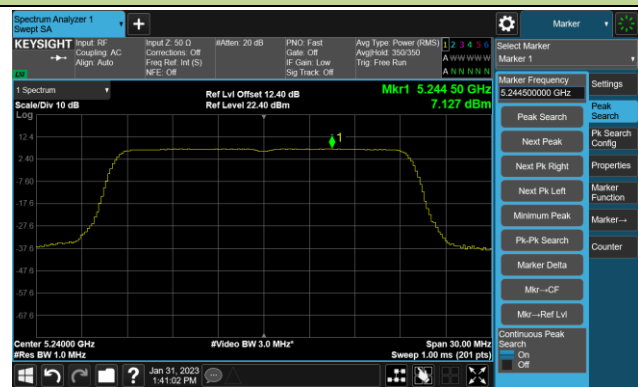 Spectrum Analyzer 1
Swept SA
+
Marker
KEYSIGHT
Input: RF
Coupling: AC
Align: Auto
Input Z: 50 Ω
Corrections: Off
Freq Ref: Int (S)
NFE: Off
#Atten: 20 dB
PNO: Fast
Gate: Off
IF Gain: Low
Sig Track: Off
Avg Type: Power (RMS)
Avg|Hold: 350/350
Trig: Free Run
1 2 3 4 5 6
A W W W W W
A N N N N N
LXI
Select Marker
Marker 1
1 Spectrum
Scale/Div 10 dB
Log
Ref Lvl Offset 12.40 dB
Ref Level 22.40 dBm
Mkr1 5.244 50 GHz
7.127 dBm
12.4
2.40
-7.60
-17.6
-27.6
-37.6
-47.6
-57.6
-67.6
1
Center 5.24000 GHz
#Res BW 1.0 MHz
#Video BW 3.0 MHz*
Span 30.00 MHz
Sweep 1.00 ms (201 pts)
Marker Frequency
5.244500000 GHz
Peak Search
Next Peak
Next Pk Right
Next Pk Left
Minimum Peak
Pk-Pk Search
Marker Delta
Mkr→CF
Mkr→Ref Lvl
Continuous Peak
Search
On
Off
Settings
Peak
Search
Pk Search
Config
Properties
Marker
Function
Marker→
Counter
?
Jan 31, 2023
1:41:02 PM